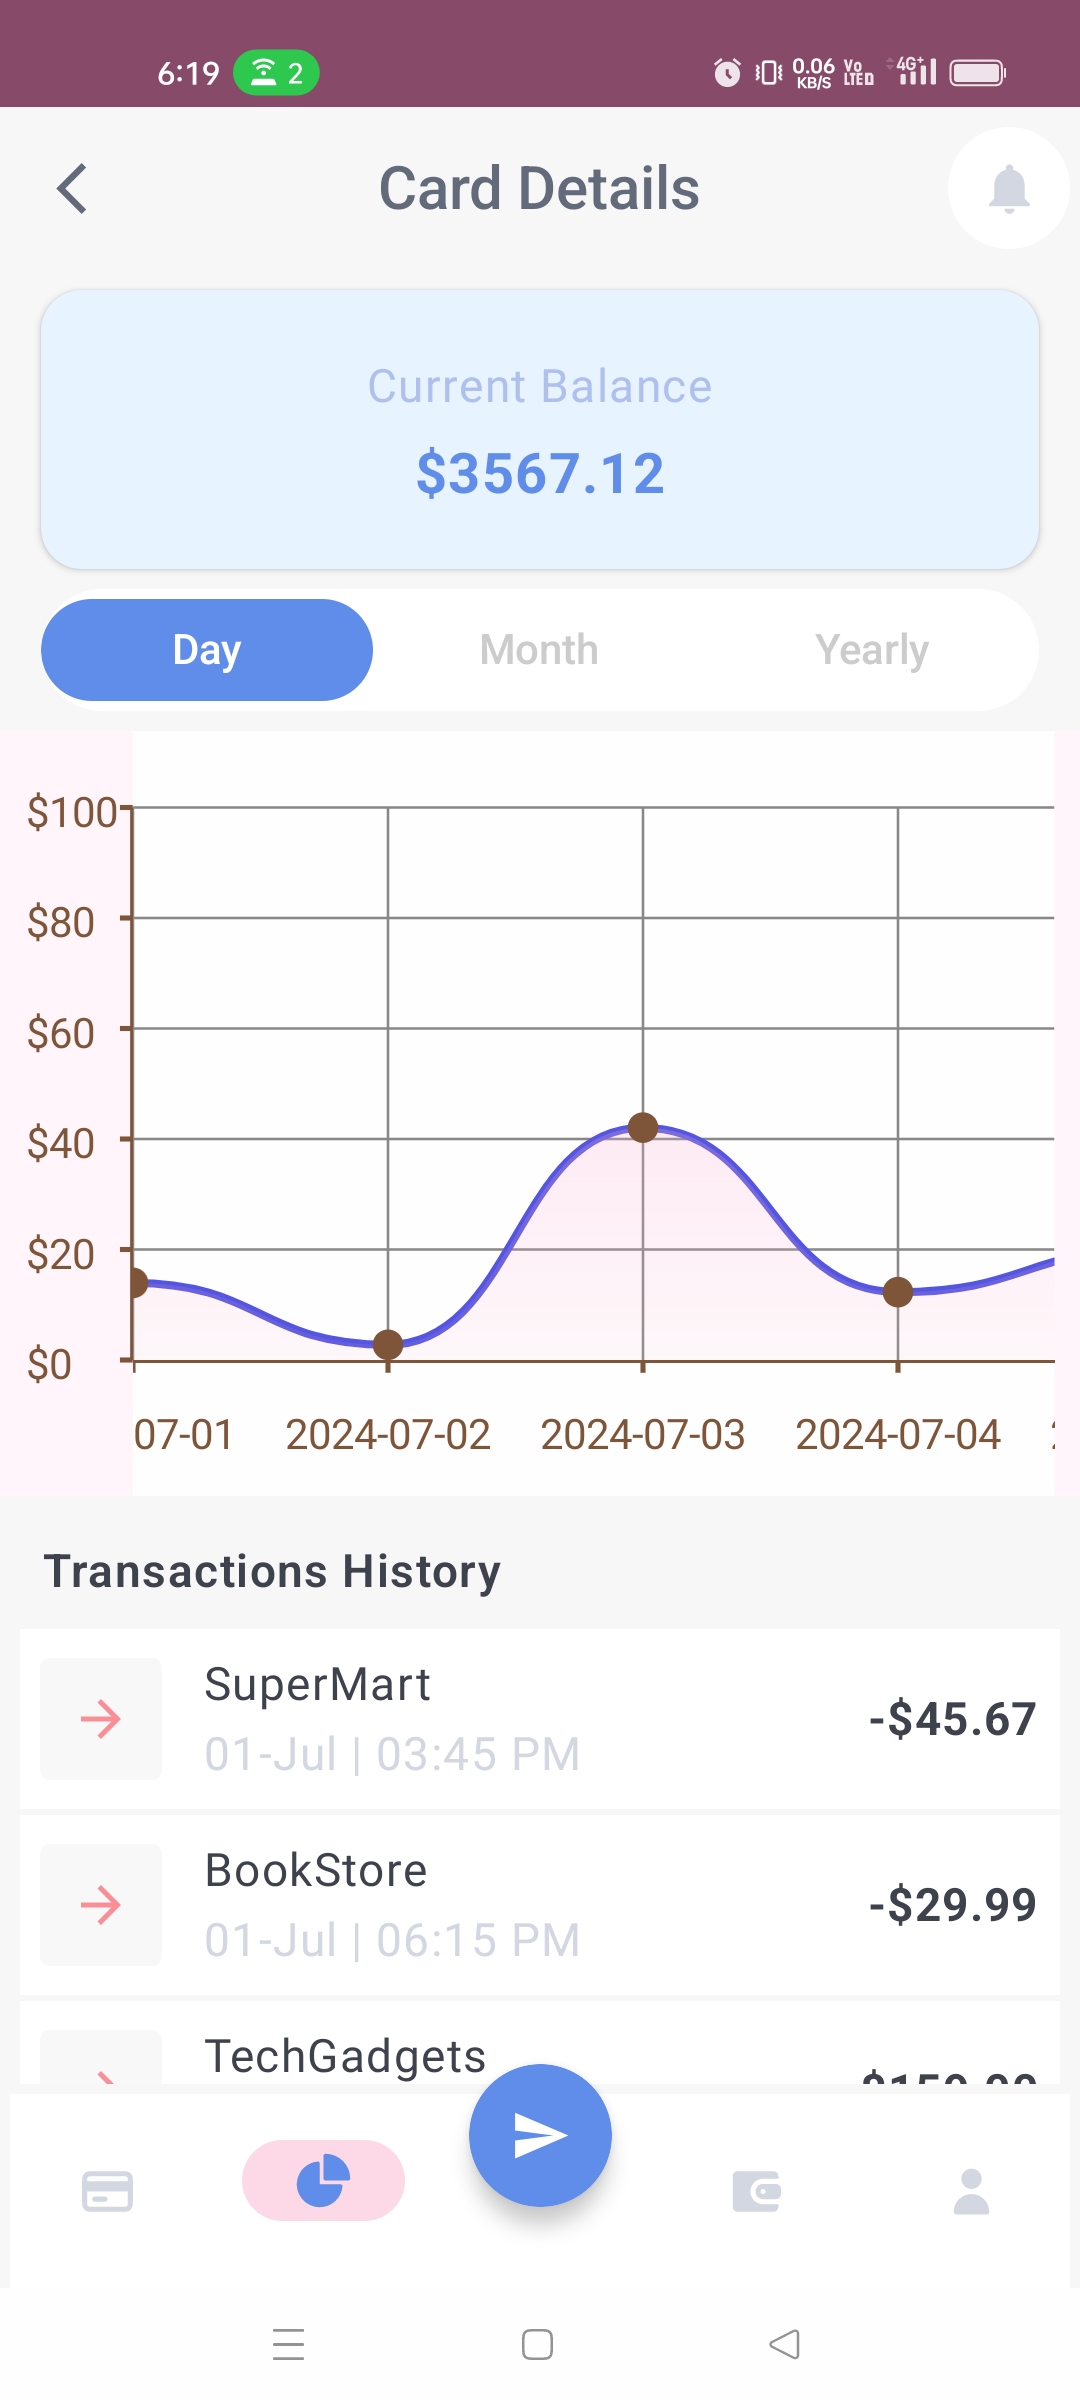 6:19 2 0.06 KB/S Vo LTE 4G+
Card Details
Current Balance
$3567.12
Day Month Yearly
$100
$80
$60
$40
$20
$0
07-01 2024-07-02 2024-07-03 2024-07-04
Transactions History
SuperMart
-$45.67
01-Jul | 03:45 PM
BookStore
-$29.99
01-Jul | 06:15 PM
TechGadgets